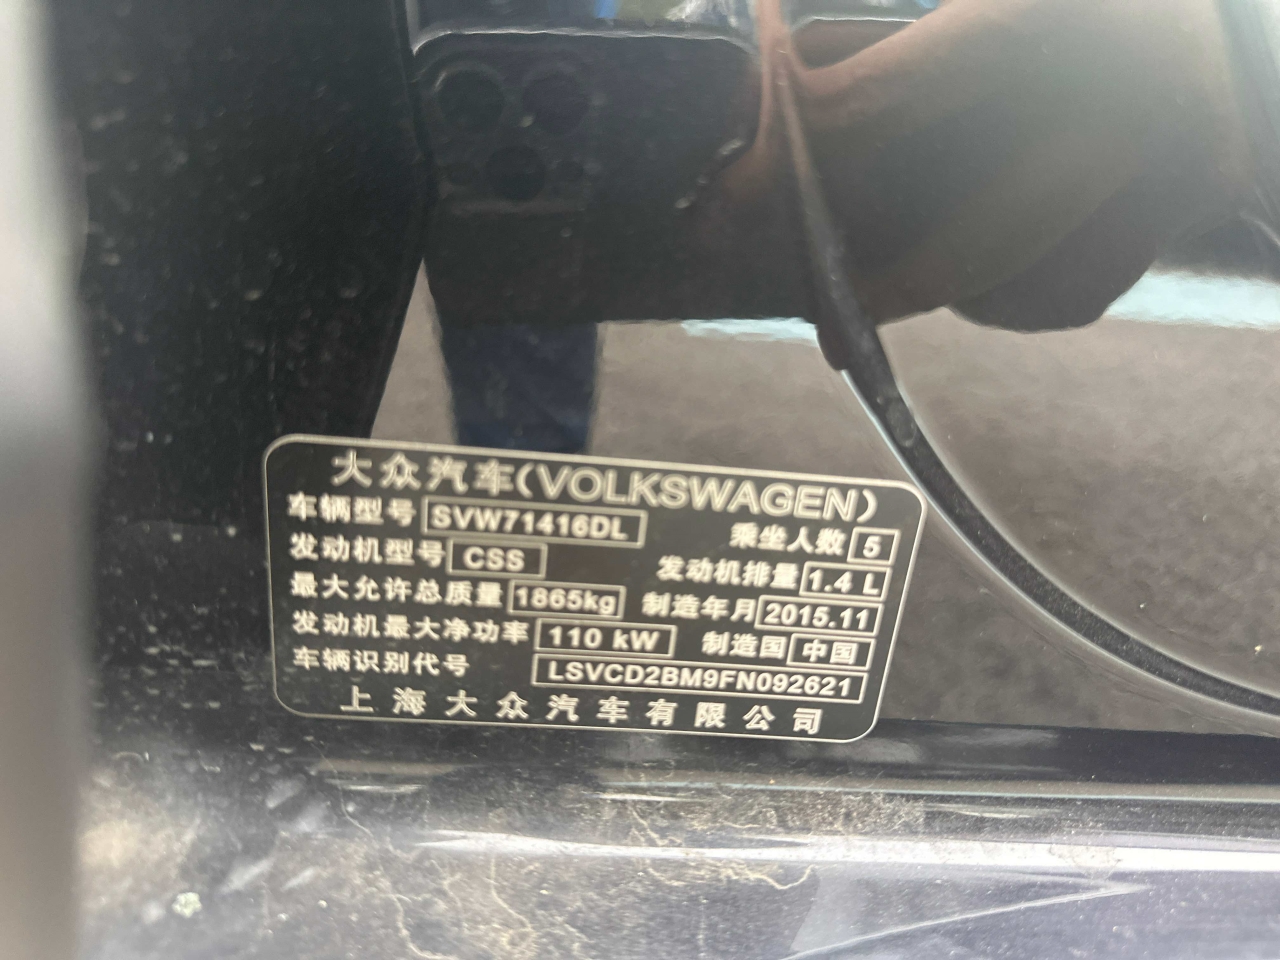 大众汽车(VOLKSWAGEN)
车辆型号 SVW71416DL 乘坐人数 5
发动机型号 CSS 发动机排量 1.4 L
最大允许总质量 1865kg 制造年月 2015.11
发动机最大净功率 110 kW 制造国 中国
车辆识别代号 LSVCD2BM9FN092621
上海大众汽车有限公司